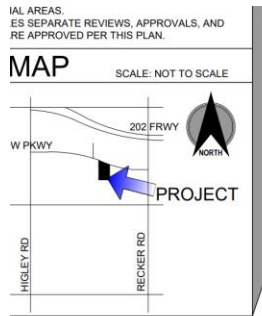 IAL AREAS.
ES SEPARATE REVIEWS, APPROVALS, AND
RE APPROVED PER THIS PLAN.
MAP
SCALE: NOT TO SCALE
202 FRWY
W PKWY
NORTH
PROJECT
HIGLEY RD
RECKER RD